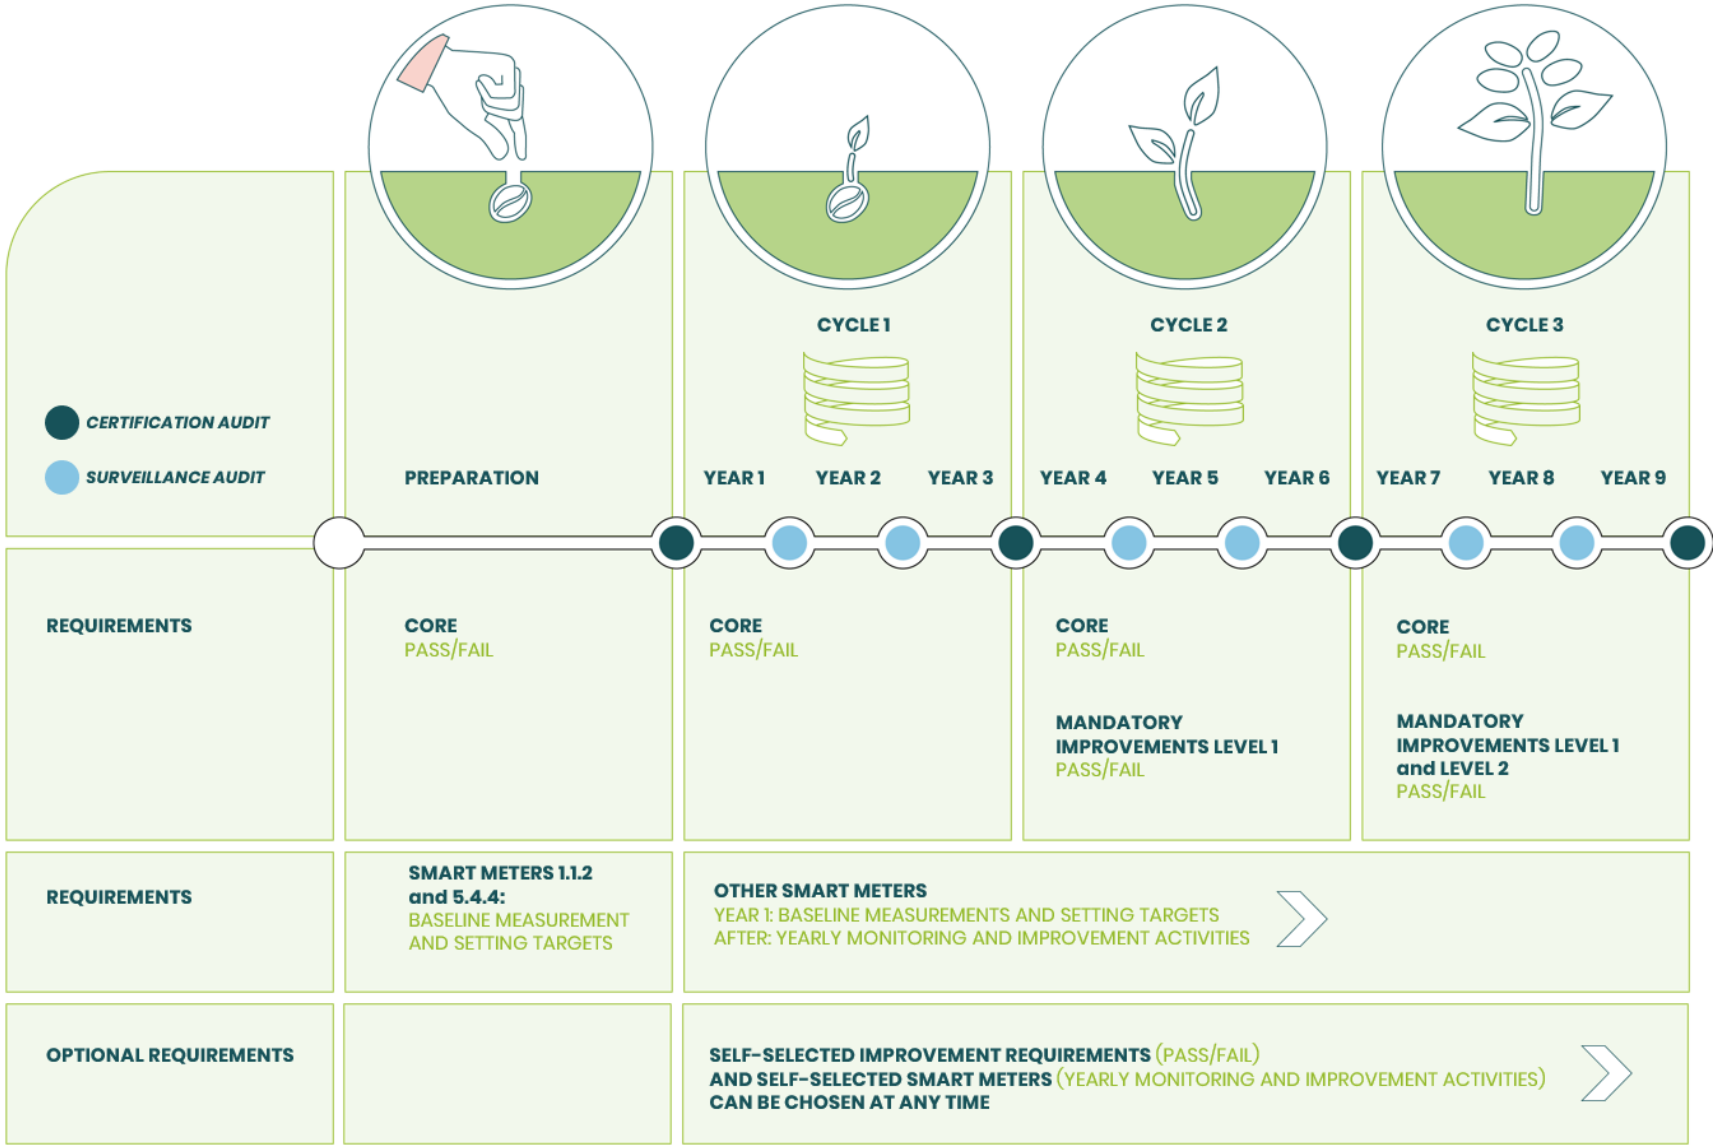 CYCLE 1
CYCLE 2
CYCLE 3
CERTIFICATION AUDIT
SURVEILLANCE AUDIT
PREPARATION
YEAR 1
YEAR 2
YEAR 3
YEAR 4
YEAR 5
YEAR 6
YEAR 7
YEAR 8
YEAR 9
REQUIREMENTS
CORE
PASS/FAIL
CORE
PASS/FAIL
CORE
PASS/FAIL
MANDATORY
IMPROVEMENTS LEVEL 1
PASS/FAIL
CORE
PASS/FAIL
MANDATORY
IMPROVEMENTS LEVEL 1
and LEVEL 2
PASS/FAIL
REQUIREMENTS
SMART METERS 1.1.2
and 5.4.4:
BASELINE MEASUREMENT
AND SETTING TARGETS
OTHER SMART METERS
YEAR 1: BASELINE MEASUREMENTS AND SETTING TARGETS
AFTER: YEARLY MONITORING AND IMPROVEMENT ACTIVITIES
OPTIONAL REQUIREMENTS
SELF-SELECTED IMPROVEMENT REQUIREMENTS (PASS/FAIL)
AND SELF-SELECTED SMART METERS (YEARLY MONITORING AND IMPROVEMENT ACTIVITIES)
CAN BE CHOSEN AT ANY TIME